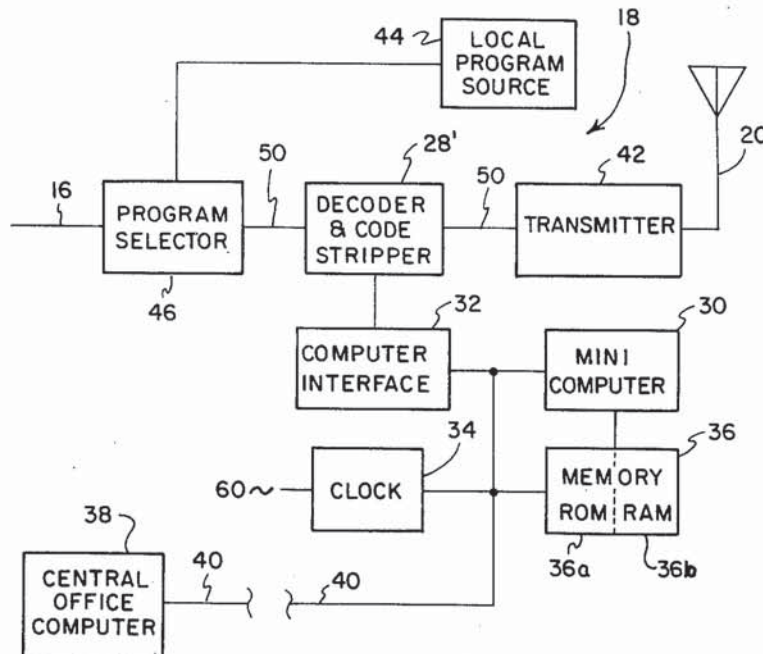 44
LOCAL
PROGRAM
SOURCE
18
20
16
PROGRAM
SELECTOR
46
50
28'
DECODER
& CODE
STRIPPER
50
42
TRANSMITTER
32
COMPUTER
INTERFACE
30
MINI
COMPUTER
34
60~
CLOCK
36
MEMORY
ROM RAM
36a
36b
38
CENTRAL
OFFICE
COMPUTER
40
40